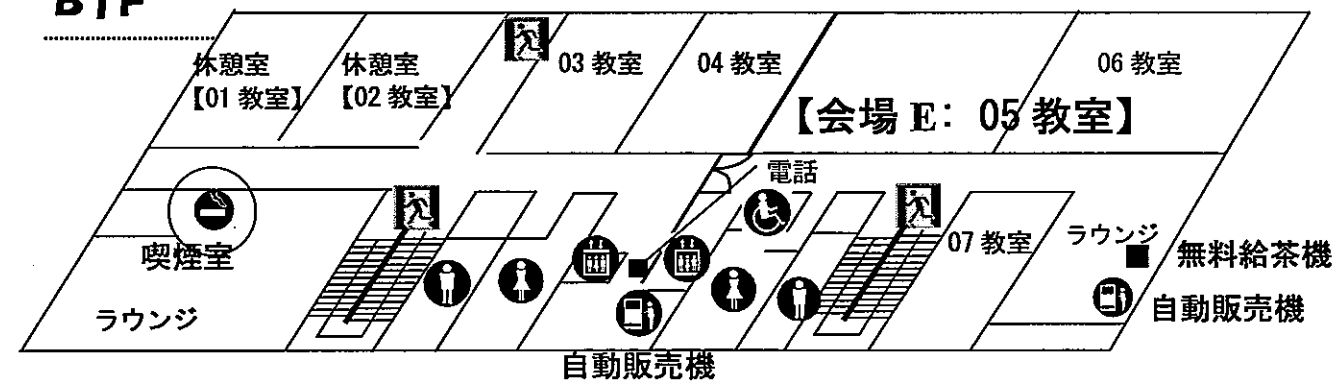 B1F
休憩室
【01 教室】
休憩室
【02 教室】
03 教室
04 教室
06 教室
【会場 E: 05 教室】
電話
喫煙室
07 教室
ラウンジ
無料給茶機
自動販売機
ラウンジ
自動販売機